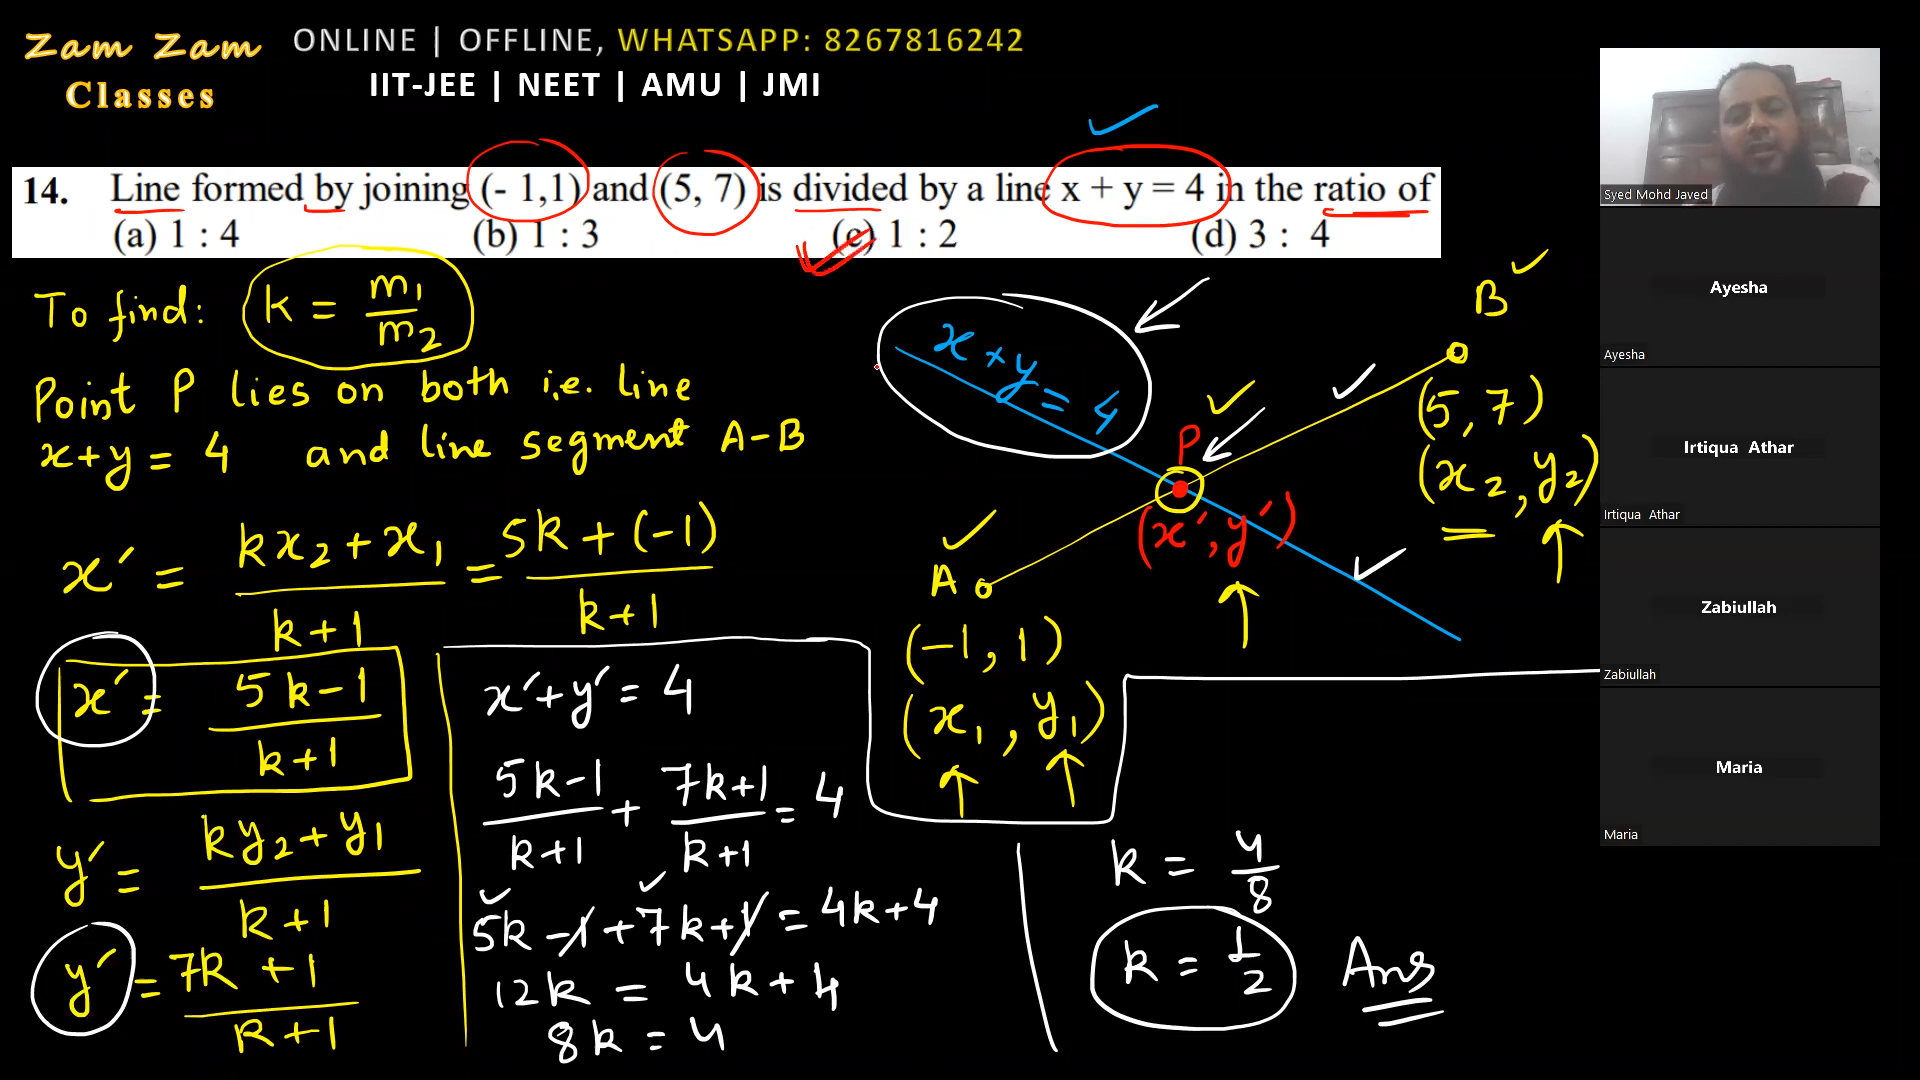 Zam Zam
Classes
ONLINE | OFFLINE, WHATSAPP: 8267816242
IIT-JEE | NEET | AMU | JMI
14. Line formed by joining (- 1,1) and (5, 7) is divided by a line x + y = 4 in the ratio of
(a) 1 : 4 (b) 1 : 3 (c) 1 : 2 (d) 3 : 4
To find: k = m₁/m₂
Point P lies on both i.e. line
x+y = 4 and line segment A-B
x′ = (kx₂+x₁)/(k+1) = (5k+(-1))/(k+1)
x′ = (5k-1)/(k+1)
y′ = (ky₂+y₁)/(k+1)
y′ = (7k+1)/(k+1)
x′+y′ = 4
(5k-1)/(k+1) + (7k+1)/(k+1) = 4
5k-1+7k+1 = 4k+4
12k = 4k+4
8k = 4
x+y = 4
P
(x′, y′)
A
(-1, 1)
(x₁, y₁)
B
(5, 7)
(x₂, y₂)
k = 4/8
k = 1/2 Ans
Syed Mohd Javed
Ayesha
Ayesha
Irtiqua Athar
Irtiqua Athar
Zabiullah
Zabiullah
Maria
Maria